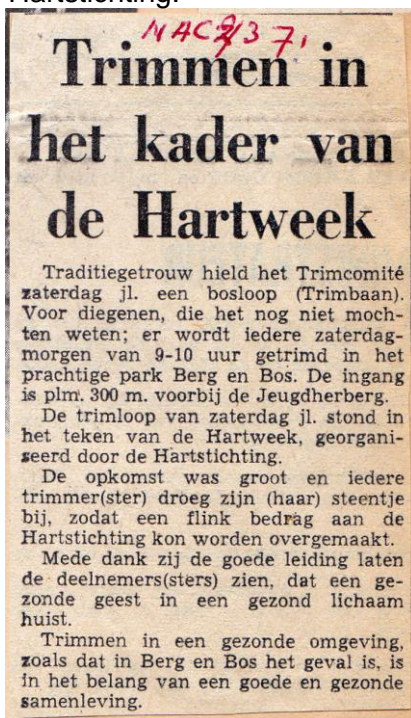 Hartstichting.
Trimmen in
het kader van
de Hartweek
Traditiegetrouw hield het Trimcomité
zaterdag jl. een bosloop (Trimbaan).
Voor diegenen, die het nog niet moch-
ten weten; er wordt iedere zaterdag-
morgen van 9-10 uur getrimd in het
prachtige park Berg en Bos. De ingang
is plm. 300 m. voorbij de Jeugdherberg.
De trimloop van zaterdag jl. stond in
het teken van de Hartweek, georgani-
seerd door de Hartstichting.
De opkomst was groot en iedere
trimmer(ster) droeg zijn (haar) steentje
bij, zodat een flink bedrag aan de
Hartstichting kon worden overgemaakt.
Mede dank zij de goede leiding laten
de deelnemers(sters) zien, dat een ge-
zonde geest in een gezond lichaam
huist.
Trimmen in een gezonde omgeving,
zoals dat in Berg en Bos het geval is, is
in het belang van een goede en gezonde
samenleving.